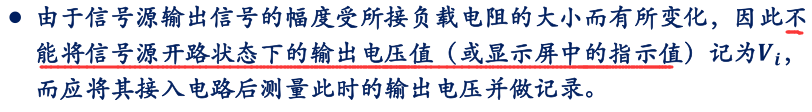 ● 由于信号源输出信号的幅度受所接负载电阻的大小而有所变化，因此不
能将信号源开路状态下的输出电压值（或显示屏中的指示值）记为V_i，
而应将其接入电路后测量此时的输出电压并做记录。